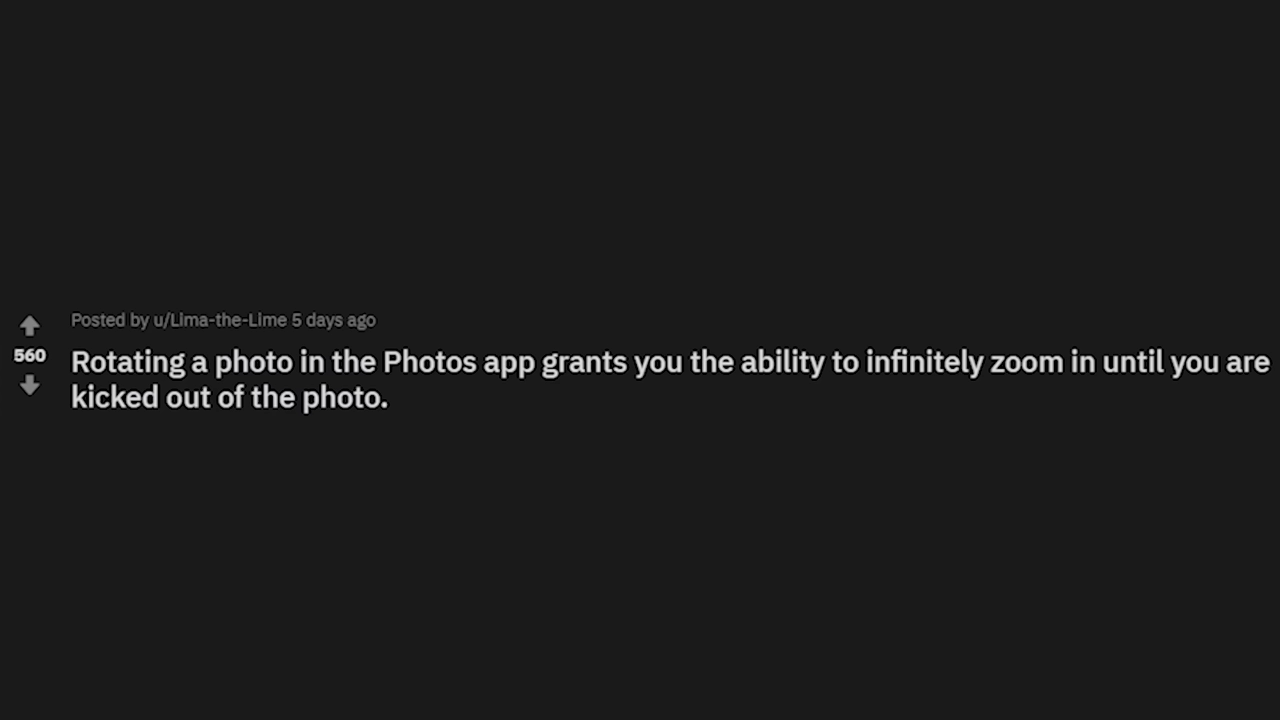 Posted by u/Lima-the-Lime 5 days ago
560
Rotating a photo in the Photos app grants you the ability to infinitely zoom in until you are
kicked out of the photo.